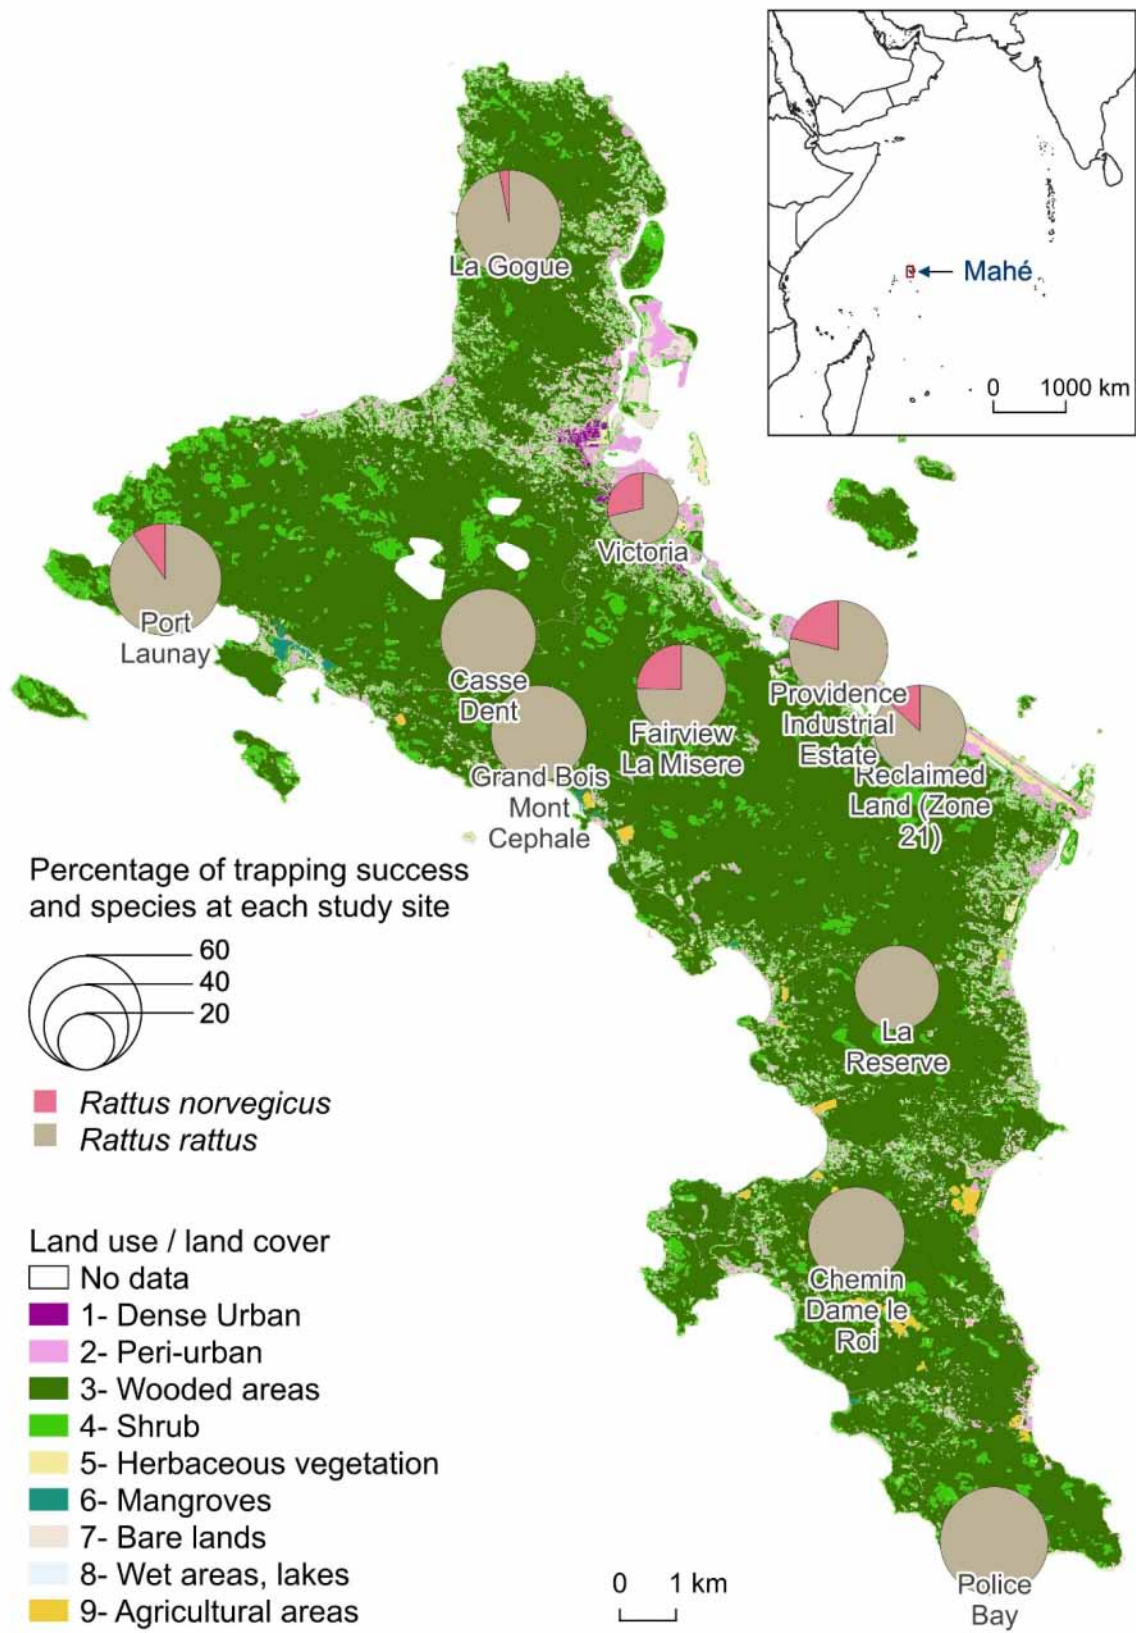 Mahé
0 1000 km
La Gogue
Victoria
Port
Launay
Casse
Dent
Grand Bois
Mont
Cephale
Fairview
La Misere
Providence
Industrial
Estate
Reclaimed
Land (Zone
21)
Percentage of trapping success
and species at each study site
60
40
20
Rattus norvegicus
Rattus rattus
La
Reserve
Chemin
Dame le
Roi
Police
Bay
Land use / land cover
No data
1- Dense Urban
2- Peri-urban
3- Wooded areas
4- Shrub
5- Herbaceous vegetation
6- Mangroves
7- Bare lands
8- Wet areas, lakes
9- Agricultural areas
0 1 km